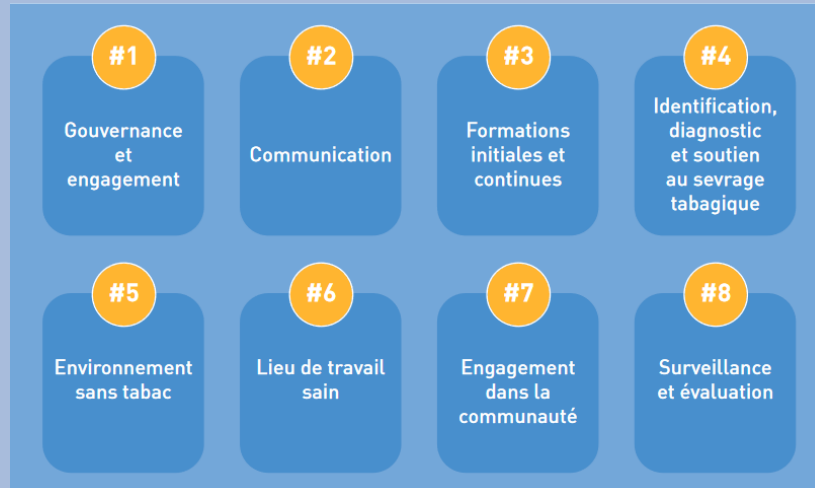 #1
Gouvernance
et
engagement
#2
Communication
#3
Formations
initiales et
continues
#4
Identification,
diagnostic
et soutien
au sevrage
tabagique
#5
Environnement
sans tabac
#6
Lieu de travail
sain
#7
Engagement
dans la
communauté
#8
Surveillance
et évaluation